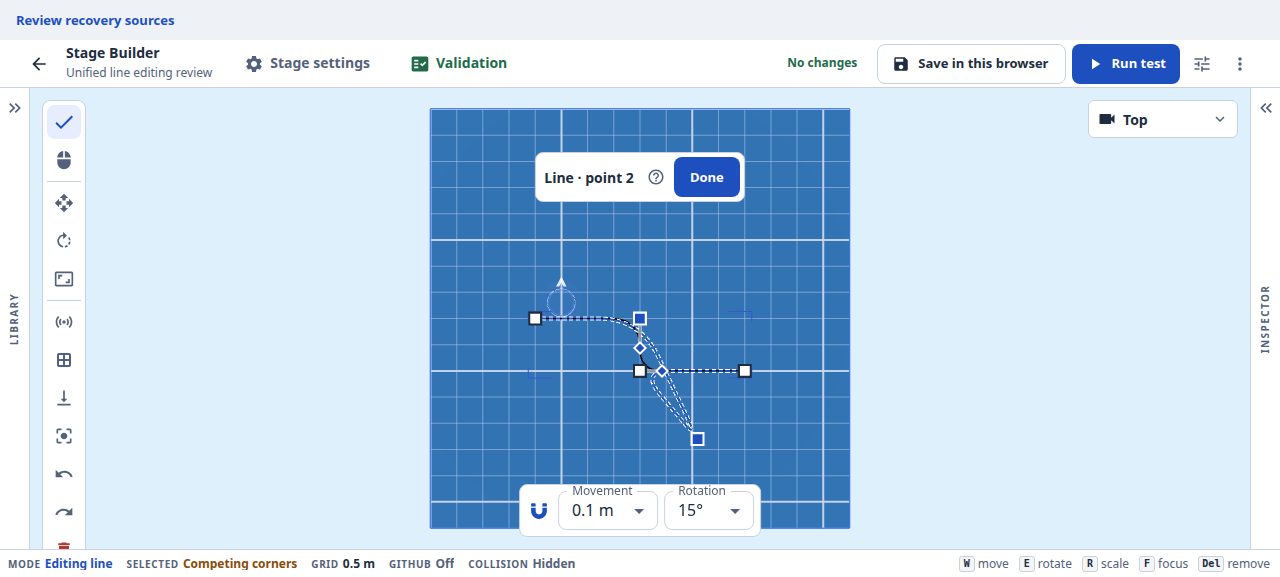 Review recovery sources
Stage Builder
Unified line editing review
Stage settings
Validation
No changes
Save in this browser
Run test
LIBRARY
Top
Line · point 2
Done
INSPECTOR
Movement
0.1 m
Rotation
15°
MODE Editing line
SELECTED Competing corners
GRID 0.5 m
GITHUB Off
COLLISION Hidden
W move
E rotate
R scale
F focus
Del remove